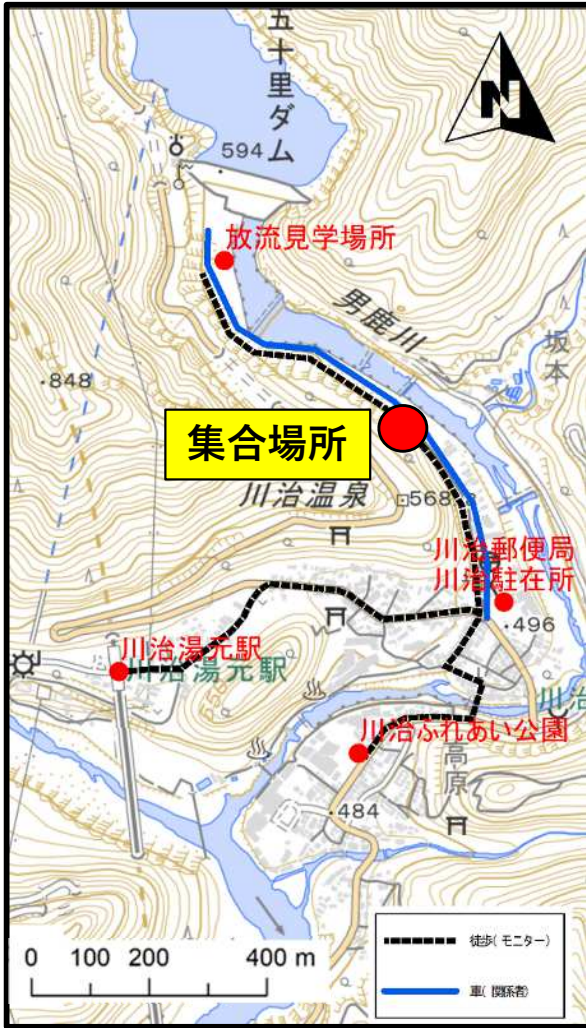 五十里ダム
N
594
放流見学場所
男鹿川
坂本
848
集合場所
川治温泉
568
川治郵便局
川治駐在所
496
川治湯元駅
川治湯元駅
川治
川治ふれあい公園
高原
484
0 100 200 400 m
徒歩(モニター)
車(関係者)